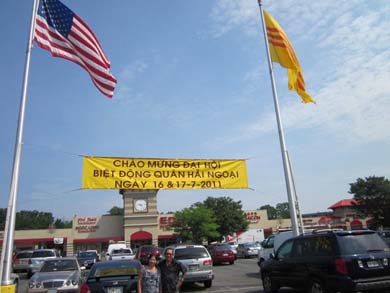 CHÀO MỪNG ĐẠI HỘI
BIỆT ĐỘNG QUÂN HẢI NGOẠI
NGÀY 16 & 17-7-2011